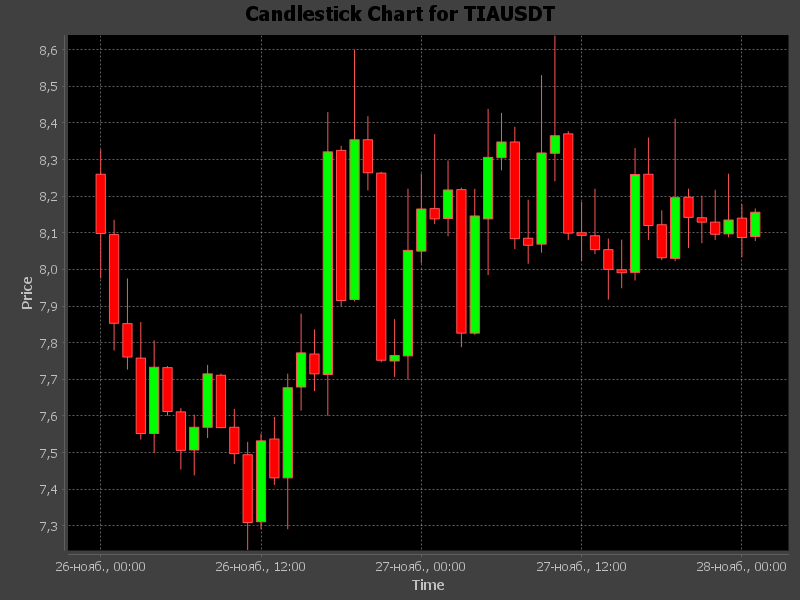 Candlestick Chart for TIAUSDT
8,6
8,5
8,4
8,3
8,2
8,1
8,0
7,9
7,8
7,7
7,6
7,5
7,4
7,3
Price
26-нояб., 00:00
26-нояб., 12:00
27-нояб., 00:00
27-нояб., 12:00
28-нояб., 00:00
Time